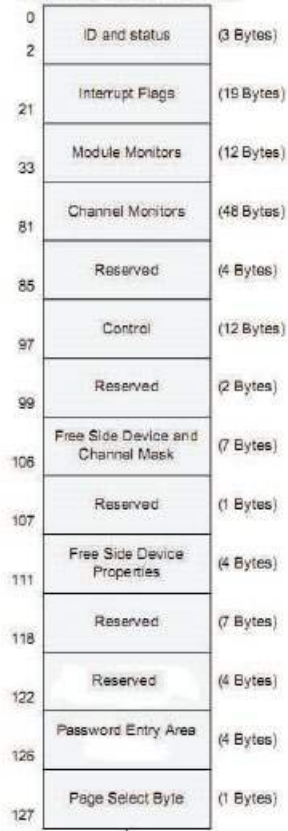 0
ID and status (3 Bytes)
2
Interrupt Flags (19 Bytes)
21
Module Monitors (12 Bytes)
33
Channel Monitors (48 Bytes)
81
Reserved (4 Bytes)
85
Control (12 Bytes)
97
Reserved (2 Bytes)
99
Free Side Device and
Channel Mask (7 Bytes)
106
Reserved (1 Bytes)
107
Free Side Device
Properties (4 Bytes)
111
Reserved (7 Bytes)
118
Reserved (4 Bytes)
122
Password Entry Area (4 Bytes)
126
Page Select Byte (1 Bytes)
127